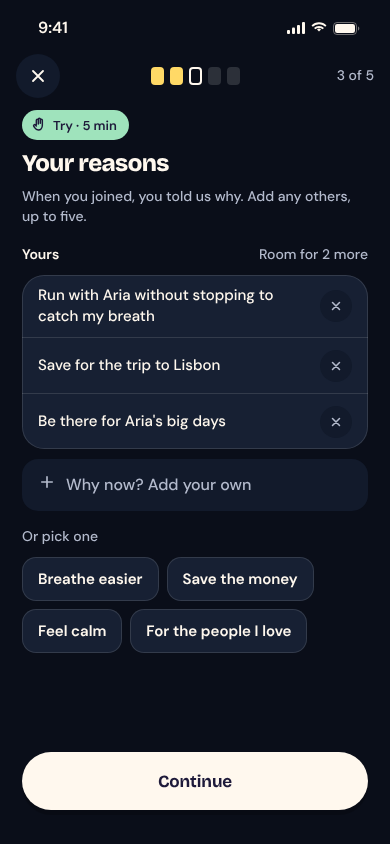 9:41
3 of 5
Try · 5 min
Your reasons
When you joined, you told us why. Add any others,
up to five.
Yours
Room for 2 more
Run with Aria without stopping to
catch my breath
Save for the trip to Lisbon
Be there for Aria's big days
Why now? Add your own
Or pick one
Breathe easier
Save the money
Feel calm
For the people I love
Continue